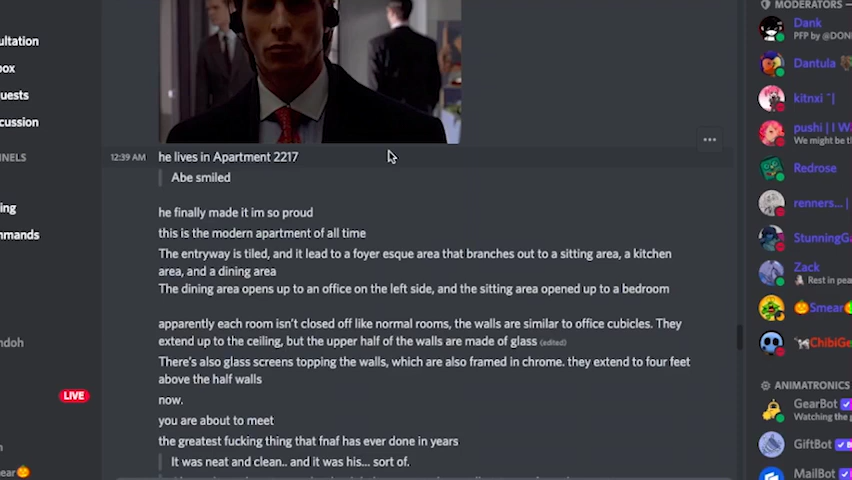 MODERATORS —
Dank
PFP by @DONI
Dantula
kitnxi ~|
pushi | I W
We might be th
Redrose
renners... |
StunningGa
Zack
Rest in pea
Smear
ChibiGe
ANIMATRONICS
GearBot
Watching the g
GiftBot
MailBot
ultation
ox
uests
cussion
NNELS
ing
mmands
ndoh
LIVE
n
ear
12:39 AM he lives in Apartment 2217
Abe smiled
he finally made it im so proud
this is the modern apartment of all time
The entryway is tiled, and it lead to a foyer esque area that branches out to a sitting area, a kitchen
area, and a dining area
The dining area opens up to an office on the left side, and the sitting area opened up to a bedroom
apparently each room isn't closed off like normal rooms, the walls are similar to office cubicles. They
extend up to the ceiling, but the upper half of the walls are made of glass (edited)
There's also glass screens topping the walls, which are also framed in chrome. they extend to four feet
above the half walls
now.
you are about to meet
the greatest fucking thing that fnaf has ever done in years
It was neat and clean.. and it was his... sort of.